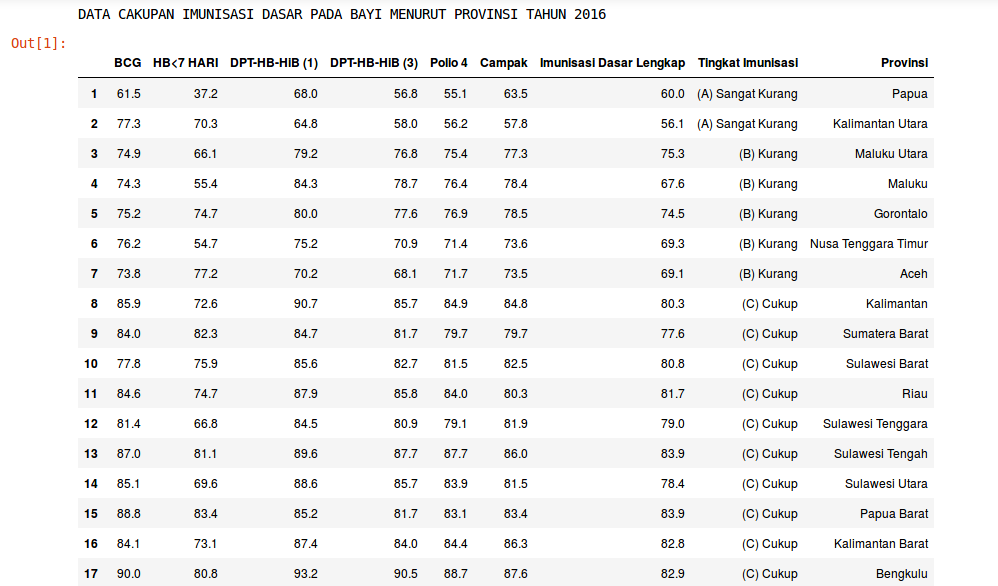 DATA CAKUPAN IMUNISASI DASAR PADA BAYI MENURUT PROVINSI TAHUN 2016
Out[1]:
BCG HB<7 HARI DPT-HB-HiB (1) DPT-HB-HiB (3) Polio 4 Campak Imunisasi Dasar Lengkap Tingkat Imunisasi Provinsi
1 61.5 37.2 68.0 56.8 55.1 63.5 60.0 (A) Sangat Kurang Papua
2 77.3 70.3 64.8 58.0 56.2 57.8 56.1 (A) Sangat Kurang Kalimantan Utara
3 74.9 66.1 79.2 76.8 75.4 77.3 75.3 (B) Kurang Maluku Utara
4 74.3 55.4 84.3 78.7 76.4 78.4 67.6 (B) Kurang Maluku
5 75.2 74.7 80.0 77.6 76.9 78.5 74.5 (B) Kurang Gorontalo
6 76.2 54.7 75.2 70.9 71.4 73.6 69.3 (B) Kurang Nusa Tenggara Timur
7 73.8 77.2 70.2 68.1 71.7 73.5 69.1 (B) Kurang Aceh
8 85.9 72.6 90.7 85.7 84.9 84.8 80.3 (C) Cukup Kalimantan
9 84.0 82.3 84.7 81.7 79.7 79.7 77.6 (C) Cukup Sumatera Barat
10 77.8 75.9 85.6 82.7 81.5 82.5 80.8 (C) Cukup Sulawesi Barat
11 84.6 74.7 87.9 85.8 84.0 80.3 81.7 (C) Cukup Riau
12 81.4 66.8 84.5 80.9 79.1 81.9 79.0 (C) Cukup Sulawesi Tenggara
13 87.0 81.1 89.6 87.7 87.7 86.0 83.9 (C) Cukup Sulawesi Tengah
14 85.1 69.6 88.6 85.7 83.9 81.5 78.4 (C) Cukup Sulawesi Utara
15 88.8 83.4 85.2 81.7 83.1 83.4 83.9 (C) Cukup Papua Barat
16 84.1 73.1 87.4 84.0 84.4 86.3 82.8 (C) Cukup Kalimantan Barat
17 90.0 80.8 93.2 90.5 88.7 87.6 82.9 (C) Cukup Bengkulu